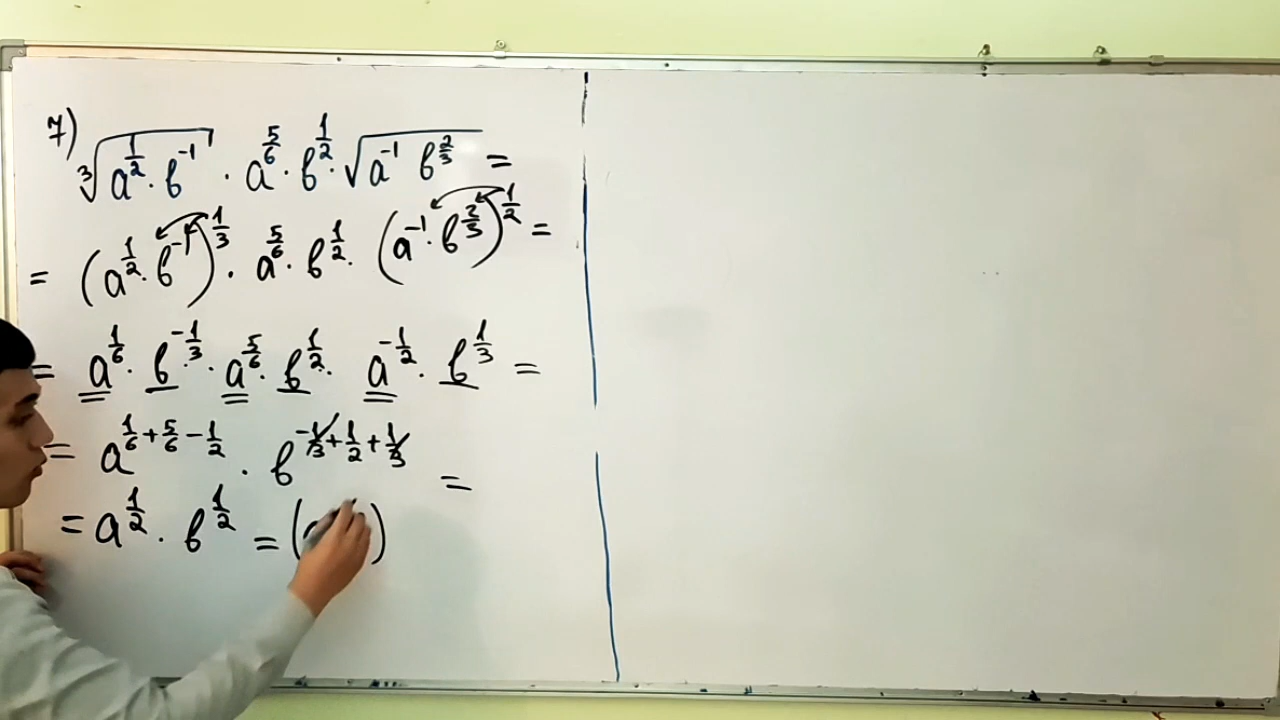 7) ∛(a^(1/2) · в^(-1)) · a^(5/6) · в^(1/2) · √(a^(-1) в^(2/3)) =
= (a^(1/2) · в^(-1))^(1/3) · a^(5/6) · в^(1/2) · (a^(-1) · в^(2/3))^(1/2) =
= a^(1/6) · в^(-1/3) · a^(5/6) · в^(1/2) · a^(-1/2) · в^(1/3) =
= a^(1/6 + 5/6 - 1/2) · в^(-1/3 + 1/2 + 1/3) =
= a^(1/2) · в^(1/2) = ( )